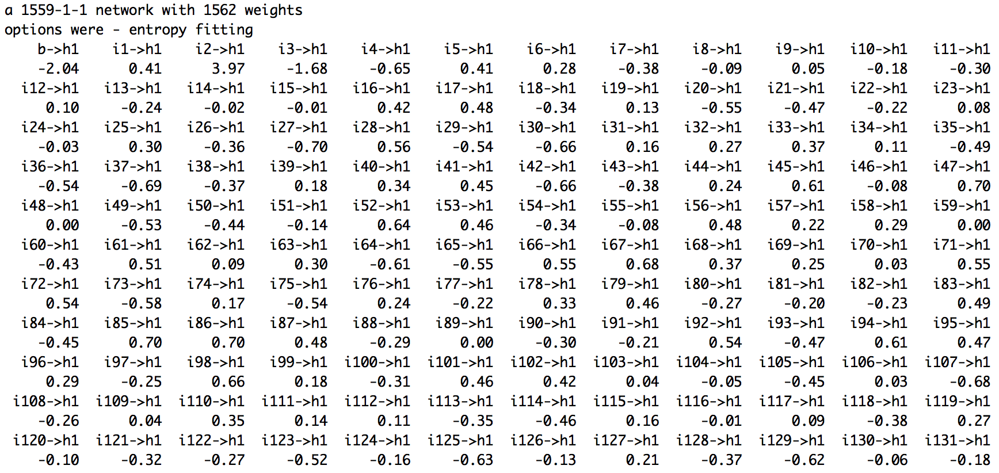 a 1559-1-1 network with 1562 weights
options were - entropy fitting
b->h1 i1->h1 i2->h1 i3->h1 i4->h1 i5->h1 i6->h1 i7->h1 i8->h1 i9->h1 i10->h1 i11->h1
-2.04 0.41 3.97 -1.68 -0.65 0.41 0.28 -0.38 -0.09 0.05 -0.18 -0.30
i12->h1 i13->h1 i14->h1 i15->h1 i16->h1 i17->h1 i18->h1 i19->h1 i20->h1 i21->h1 i22->h1 i23->h1
0.10 -0.24 -0.02 -0.01 0.42 0.48 -0.34 0.13 -0.55 -0.47 -0.22 0.08
i24->h1 i25->h1 i26->h1 i27->h1 i28->h1 i29->h1 i30->h1 i31->h1 i32->h1 i33->h1 i34->h1 i35->h1
-0.03 0.30 -0.36 -0.70 0.56 -0.54 -0.66 0.16 0.27 0.37 0.11 -0.49
i36->h1 i37->h1 i38->h1 i39->h1 i40->h1 i41->h1 i42->h1 i43->h1 i44->h1 i45->h1 i46->h1 i47->h1
-0.54 -0.69 -0.37 0.18 0.34 0.45 -0.66 -0.38 0.24 0.61 -0.08 0.70
i48->h1 i49->h1 i50->h1 i51->h1 i52->h1 i53->h1 i54->h1 i55->h1 i56->h1 i57->h1 i58->h1 i59->h1
0.00 -0.53 -0.44 -0.14 0.64 0.46 -0.34 -0.08 0.48 0.22 0.29 0.00
i60->h1 i61->h1 i62->h1 i63->h1 i64->h1 i65->h1 i66->h1 i67->h1 i68->h1 i69->h1 i70->h1 i71->h1
-0.43 0.51 0.09 0.30 -0.61 -0.55 0.55 0.68 0.37 0.25 0.03 0.55
i72->h1 i73->h1 i74->h1 i75->h1 i76->h1 i77->h1 i78->h1 i79->h1 i80->h1 i81->h1 i82->h1 i83->h1
0.54 -0.58 0.17 -0.54 0.24 -0.22 0.33 0.46 -0.27 -0.20 -0.23 0.49
i84->h1 i85->h1 i86->h1 i87->h1 i88->h1 i89->h1 i90->h1 i91->h1 i92->h1 i93->h1 i94->h1 i95->h1
-0.45 0.70 0.70 0.48 -0.29 0.00 -0.30 -0.21 0.54 -0.47 0.61 0.47
i96->h1 i97->h1 i98->h1 i99->h1 i100->h1 i101->h1 i102->h1 i103->h1 i104->h1 i105->h1 i106->h1 i107->h1
0.29 -0.25 0.66 0.18 -0.31 0.46 0.42 0.04 -0.05 -0.45 0.03 -0.68
i108->h1 i109->h1 i110->h1 i111->h1 i112->h1 i113->h1 i114->h1 i115->h1 i116->h1 i117->h1 i118->h1 i119->h1
-0.26 0.04 0.35 0.14 0.11 -0.35 -0.46 0.16 -0.01 0.09 -0.38 0.27
i120->h1 i121->h1 i122->h1 i123->h1 i124->h1 i125->h1 i126->h1 i127->h1 i128->h1 i129->h1 i130->h1 i131->h1
-0.10 -0.32 -0.27 -0.52 -0.16 -0.63 -0.13 0.21 -0.37 -0.62 -0.06 -0.18